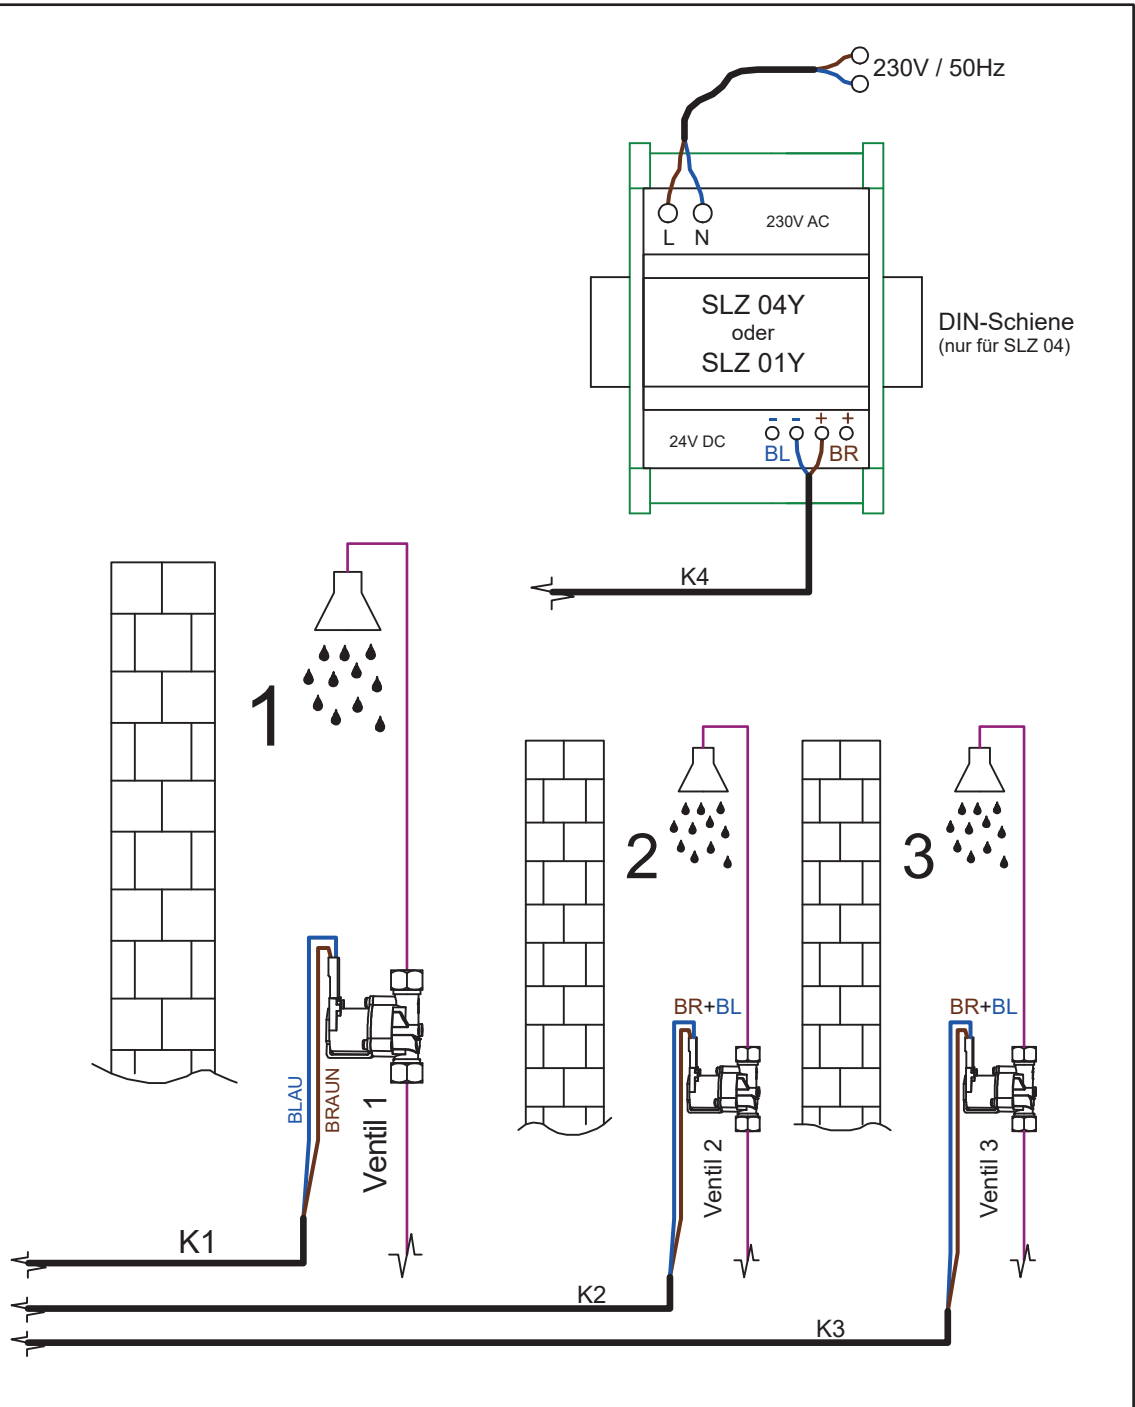 230V / 50Hz
L N
230V AC
SLZ 04Y
oder
SLZ 01Y
DIN-Schiene
(nur für SLZ 04)
- - + +
24V DC
BL BR
K4
1
2
3
BR+BL
BR+BL
BLAU
BRAUN
Ventil 1
Ventil 2
Ventil 3
K1
K2
K3